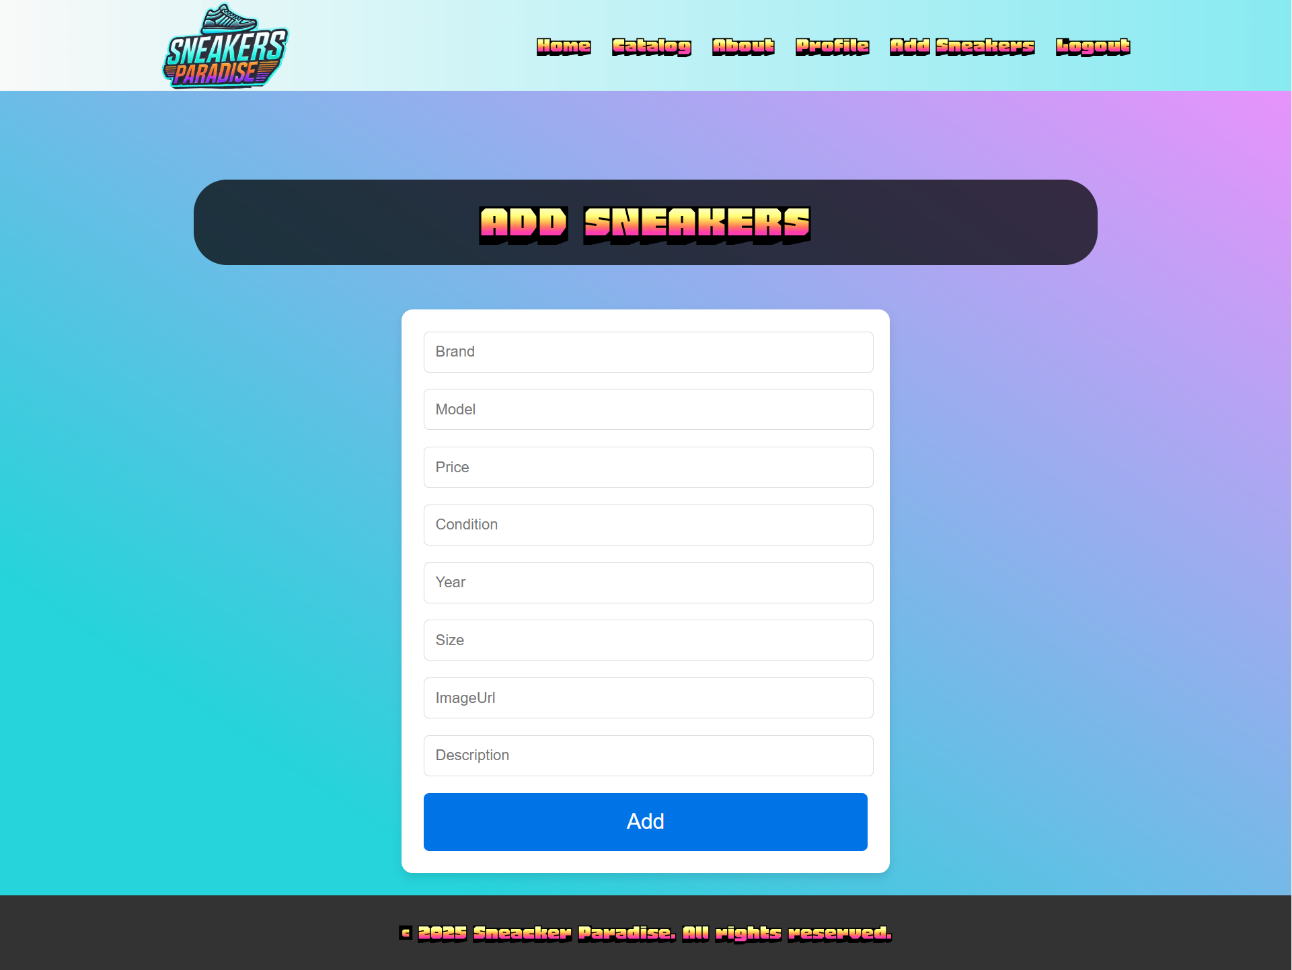 SNEAKERS
PARADISE
Home Catalog About Profile Add Sneakers Logout
ADD SNEAKERS
Brand
Model
Price
Condition
Year
Size
ImageUrl
Description
Add
© 2025 Sneacker Paradise. All rights reserved.